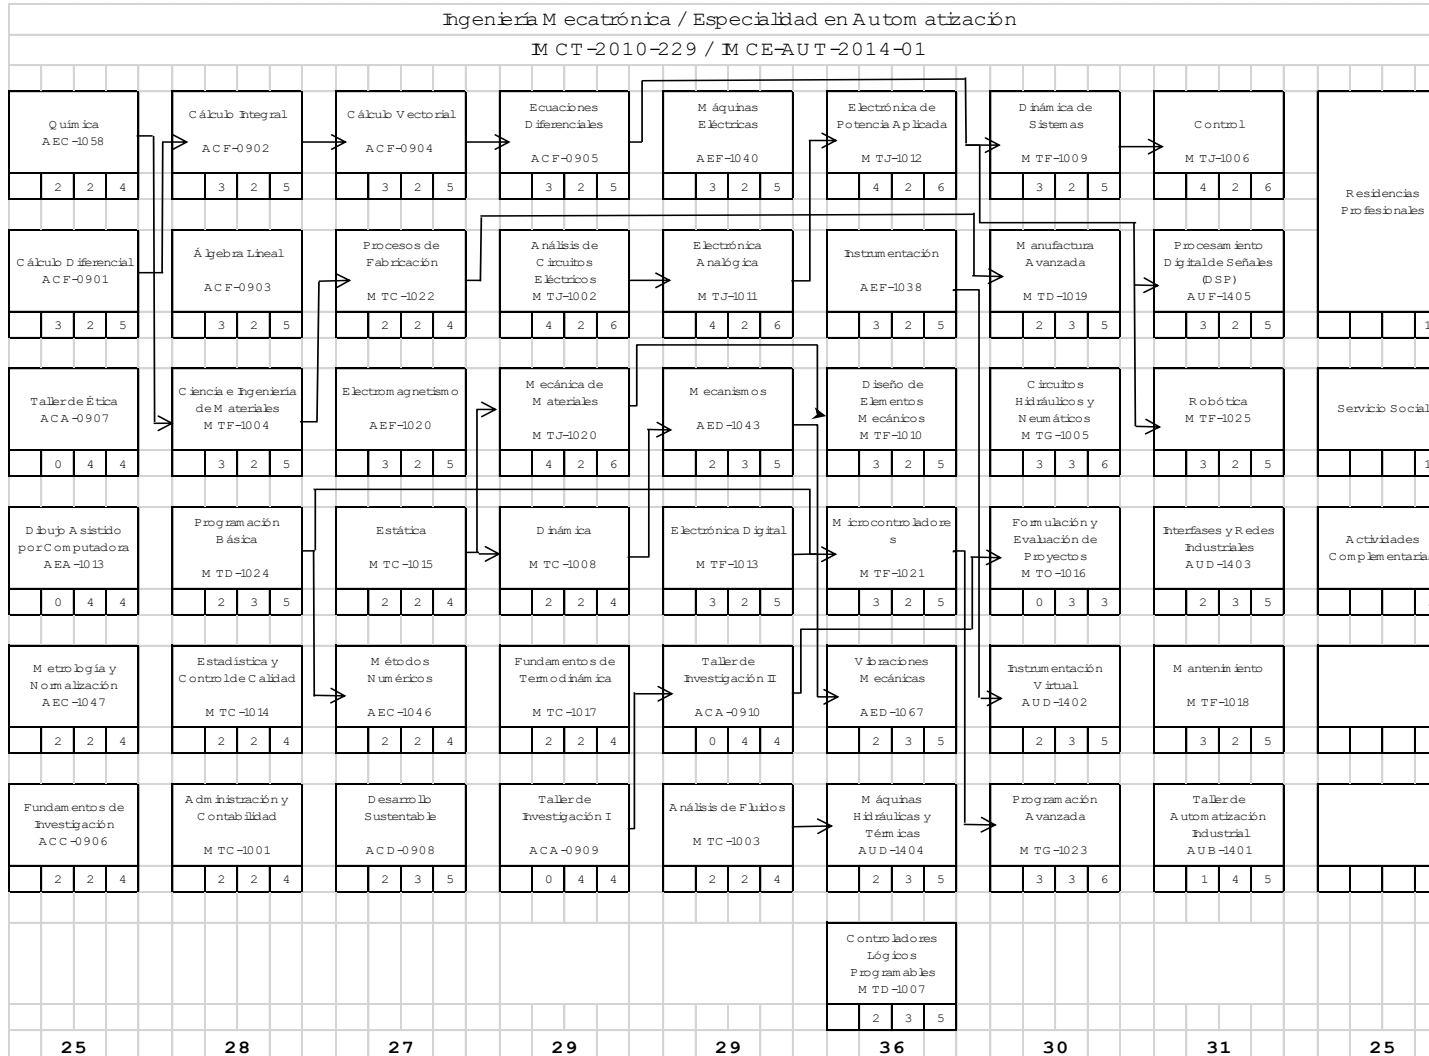 Ingeniería Mecatrónica / Especialidad en Automatización
IMCT-2010-229 / IMCE-AUT-2014-01
Química
AEC-1058
2 2 4
Cálculo Diferencial
ACF-0901
3 2 5
Taller de Ética
ACA-0907
0 4 4
Dibujo Asistido
por Computadora
AEA-1013
0 4 4
Metrología y
Normalización
AEC-1047
2 2 4
Fundamentos de
Investigación
ACC-0906
2 2 4
25
Cálculo Integral
ACF-0902
3 2 5
Álgebra Lineal
ACF-0903
3 2 5
Ciencia e Ingeniería
de Materiales
MTF-1004
3 2 5
Programación
Básica
MTD-1024
2 3 5
Estadística y
Control de Calidad
MTC-1014
2 2 4
Administración y
Contabilidad
MTC-1001
2 2 4
28
Cálculo Vectorial
ACF-0904
3 2 5
Procesos de
Fabricación
MTC-1022
2 2 4
Electromagnetismo
AEF-1020
3 2 5
Estática
MTC-1015
2 2 4
Métodos
Numéricos
AEC-1046
2 2 4
Desarrollo
Sustentable
ACD-0908
2 3 5
27
Ecuaciones
Diferenciales
ACF-0905
3 2 5
Análisis de
Circuitos
Eléctricos
MTJ-1002
4 2 6
Mecánica de
Materiales
MTJ-1020
4 2 6
Dinámica
MTC-1008
2 2 4
Fundamentos de
Termodinámica
MTC-1017
2 2 4
Taller de
Investigación I
ACA-0909
0 4 4
29
Máquinas
Eléctricas
AEF-1040
3 2 5
Electrónica
Analógica
MTJ-1011
4 2 6
Mecanismos
AED-1043
2 3 5
Electrónica Digital
MTF-1013
3 2 5
Taller de
Investigación II
ACA-0910
0 4 4
Análisis de Fluidos
MTC-1003
2 2 4
29
Electrónica de
Potencia Aplicada
MTJ-1012
4 2 6
Instrumentación
AEF-1038
3 2 5
Diseño de
Elementos
Mecánicos
MTF-1010
3 2 5
Microcontroladore
s
MTF-1021
3 2 5
Vibraciones
Mecánicas
AED-1067
2 3 5
Máquinas
Hidráulicas y
Térmicas
AUD-1404
2 3 5
Controladores
Lógicos
Programables
MTD-1007
2 3 5
36
Dinámica de
Sistemas
MTF-1009
3 2 5
Manufactura
Avanzada
MTD-1019
2 3 5
Circuitos
Hidráulicos y
Neumáticos
MTG-1005
3 3 6
Formulación y
Evaluación de
Proyectos
MTO-1016
0 3 3
Instrumentación
Virtual
AUD-1402
2 3 5
Programación
Avanzada
MTG-1023
3 3 6
30
Control
MTJ-1006
4 2 6
Procesamiento
Digital de Señales
(DSP)
AUF-1405
3 2 5
Robótica
MTF-1025
3 2 5
Interfases y Redes
Industriales
AUD-1403
2 3 5
Mantenimiento
MTF-1018
3 2 5
Taller de
Automatización
Industrial
AUB-1401
1 4 5
31
Residencias
Profesionales
1
Servicio Social
1
Actividades
Complementarias
25